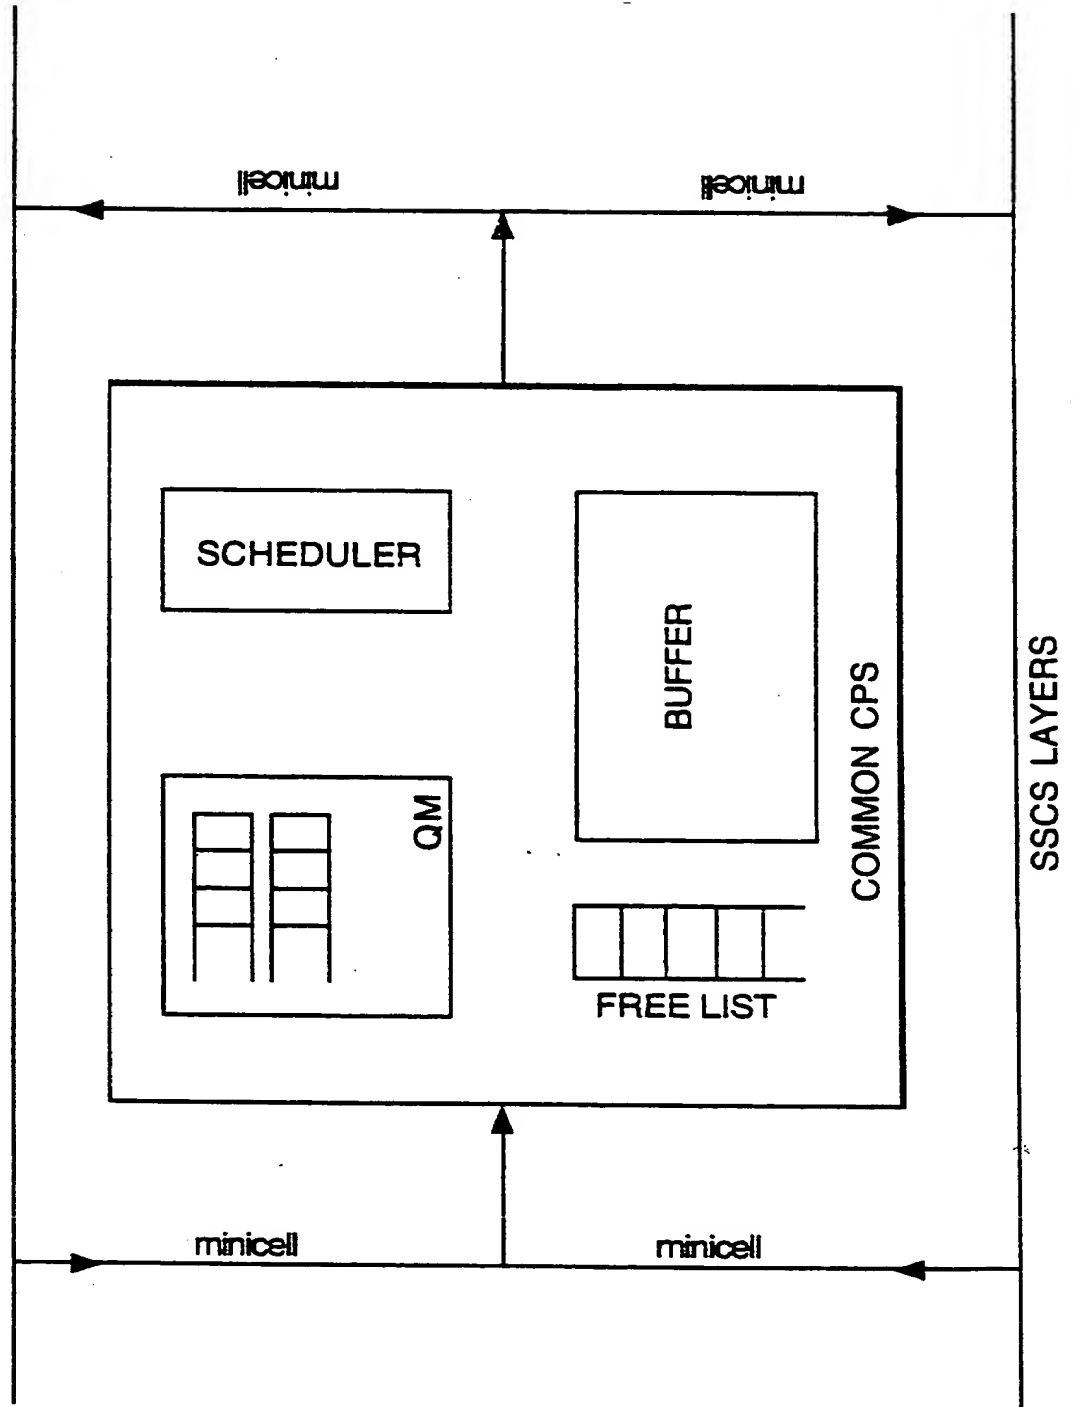 minicell
minicell
SCHEDULER
BUFFER
QM
COMMON CPS
SSCS LAYERS
FREE LIST
minicell
minicell